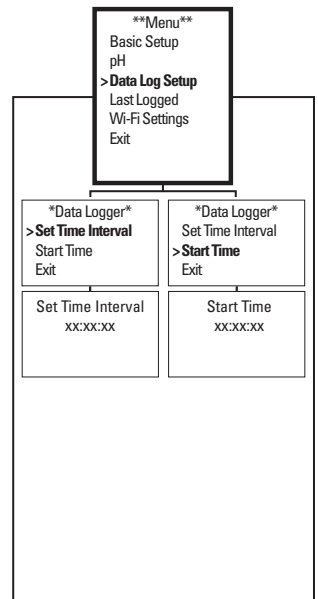 **Menu**
Basic Setup
pH
>Data Log Setup
Last Logged
Wi-Fi Settings
Exit
*Data Logger*
>Set Time Interval
Start Time
Exit
*Data Logger*
Set Time Interval
>Start Time
Exit
Set Time Interval
xx:xx:xx
Start Time
xx:xx:xx